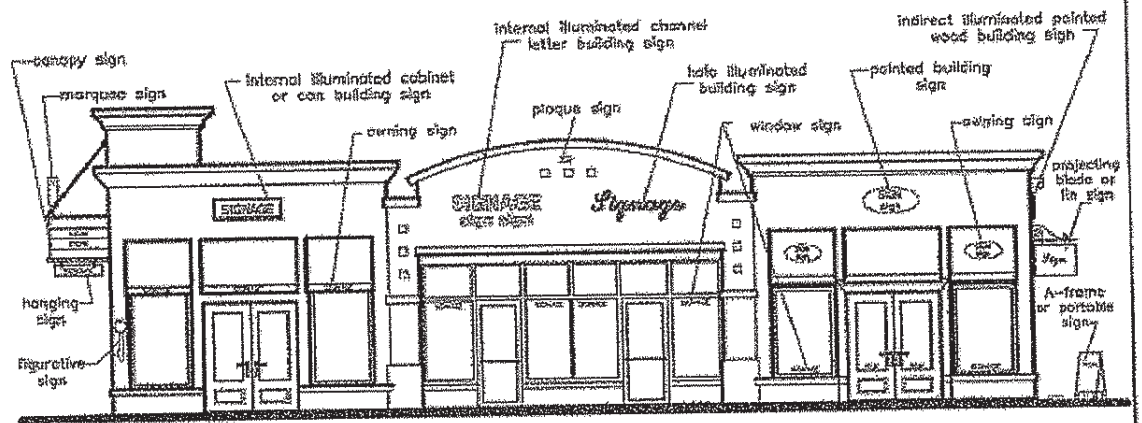 canopy sign
marquee sign
internal illuminated cabinet
or can building sign
awning sign
internal illuminated channel
letter building sign
plaque sign
halo illuminated
building sign
window sign
painted building
sign
indirect illuminated painted
wood building sign
awning sign
projecting
blade or
fin sign
SIGNAGE
SIGNAGE
Signage
Sign
hanging
sign
figurative
sign
A-frame
or portable
sign